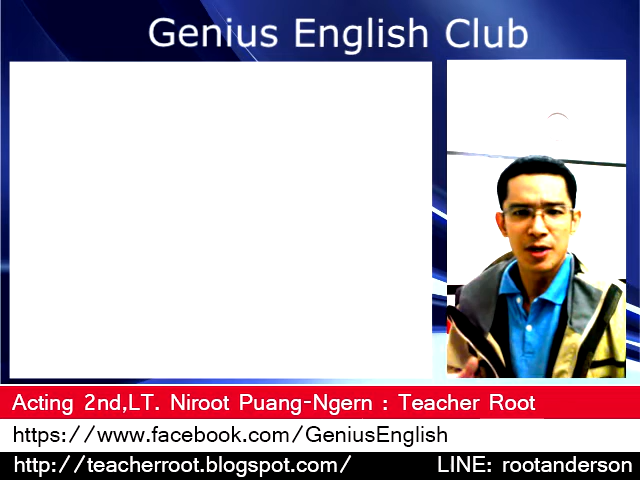 Genius English Club
Acting 2nd,LT. Niroot Puang-Ngern : Teacher Root
https://www.facebook.com/GeniusEnglish
http://teacherroot.blogspot.com/ LINE: rootanderson